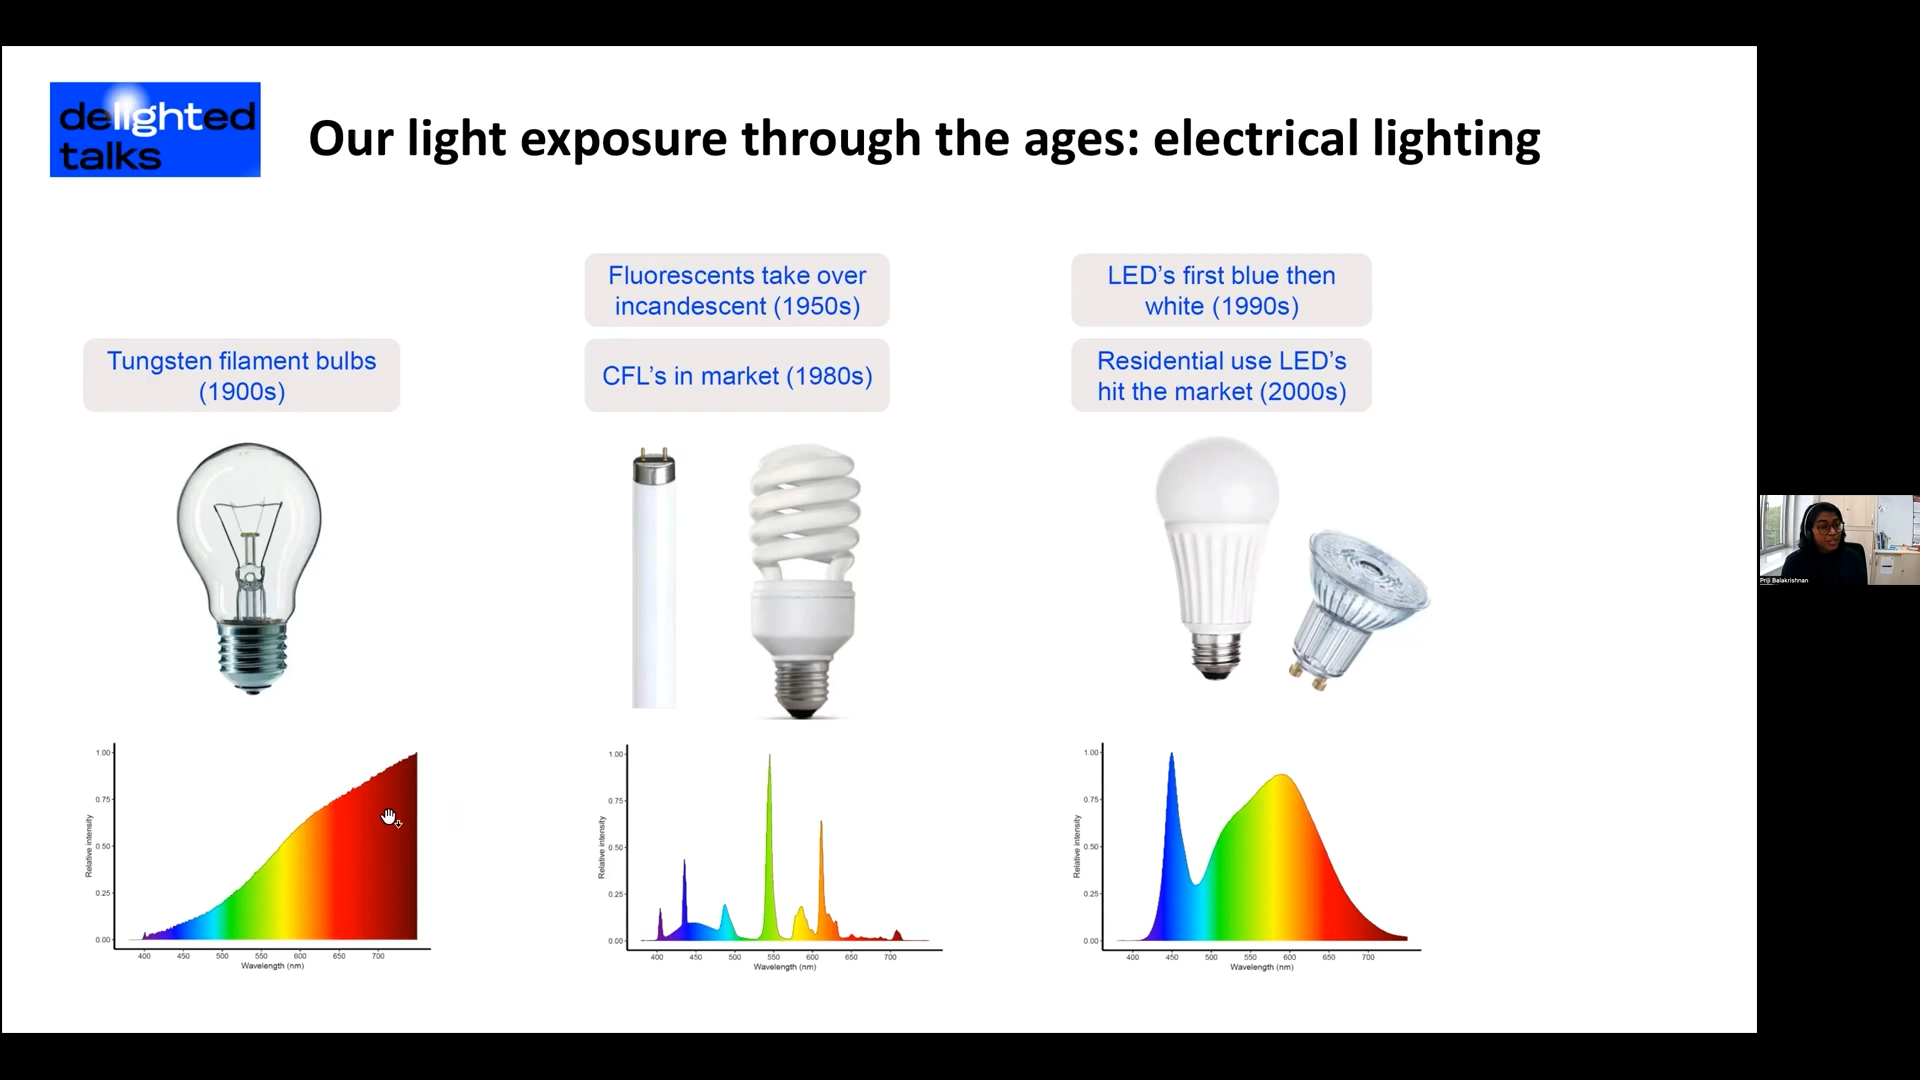 delighted
talks
Our light exposure through the ages: electrical lighting
Tungsten filament bulbs
(1900s)
Fluorescents take over
incandescent (1950s)
CFL's in market (1980s)
LED's first blue then
white (1990s)
Residential use LED's
hit the market (2000s)
Relative intensity
1.00
0.75
0.50
0.25
0.00
400 450 500 550 600 650 700
Wavelength (nm)
Relative intensity
1.00
0.75
0.50
0.25
0.00
400 450 500 550 600 650 700
Wavelength (nm)
Relative intensity
1.00
0.75
0.50
0.25
0.00
400 450 500 550 600 650 700
Wavelength (nm)
Priji Balakrishnan